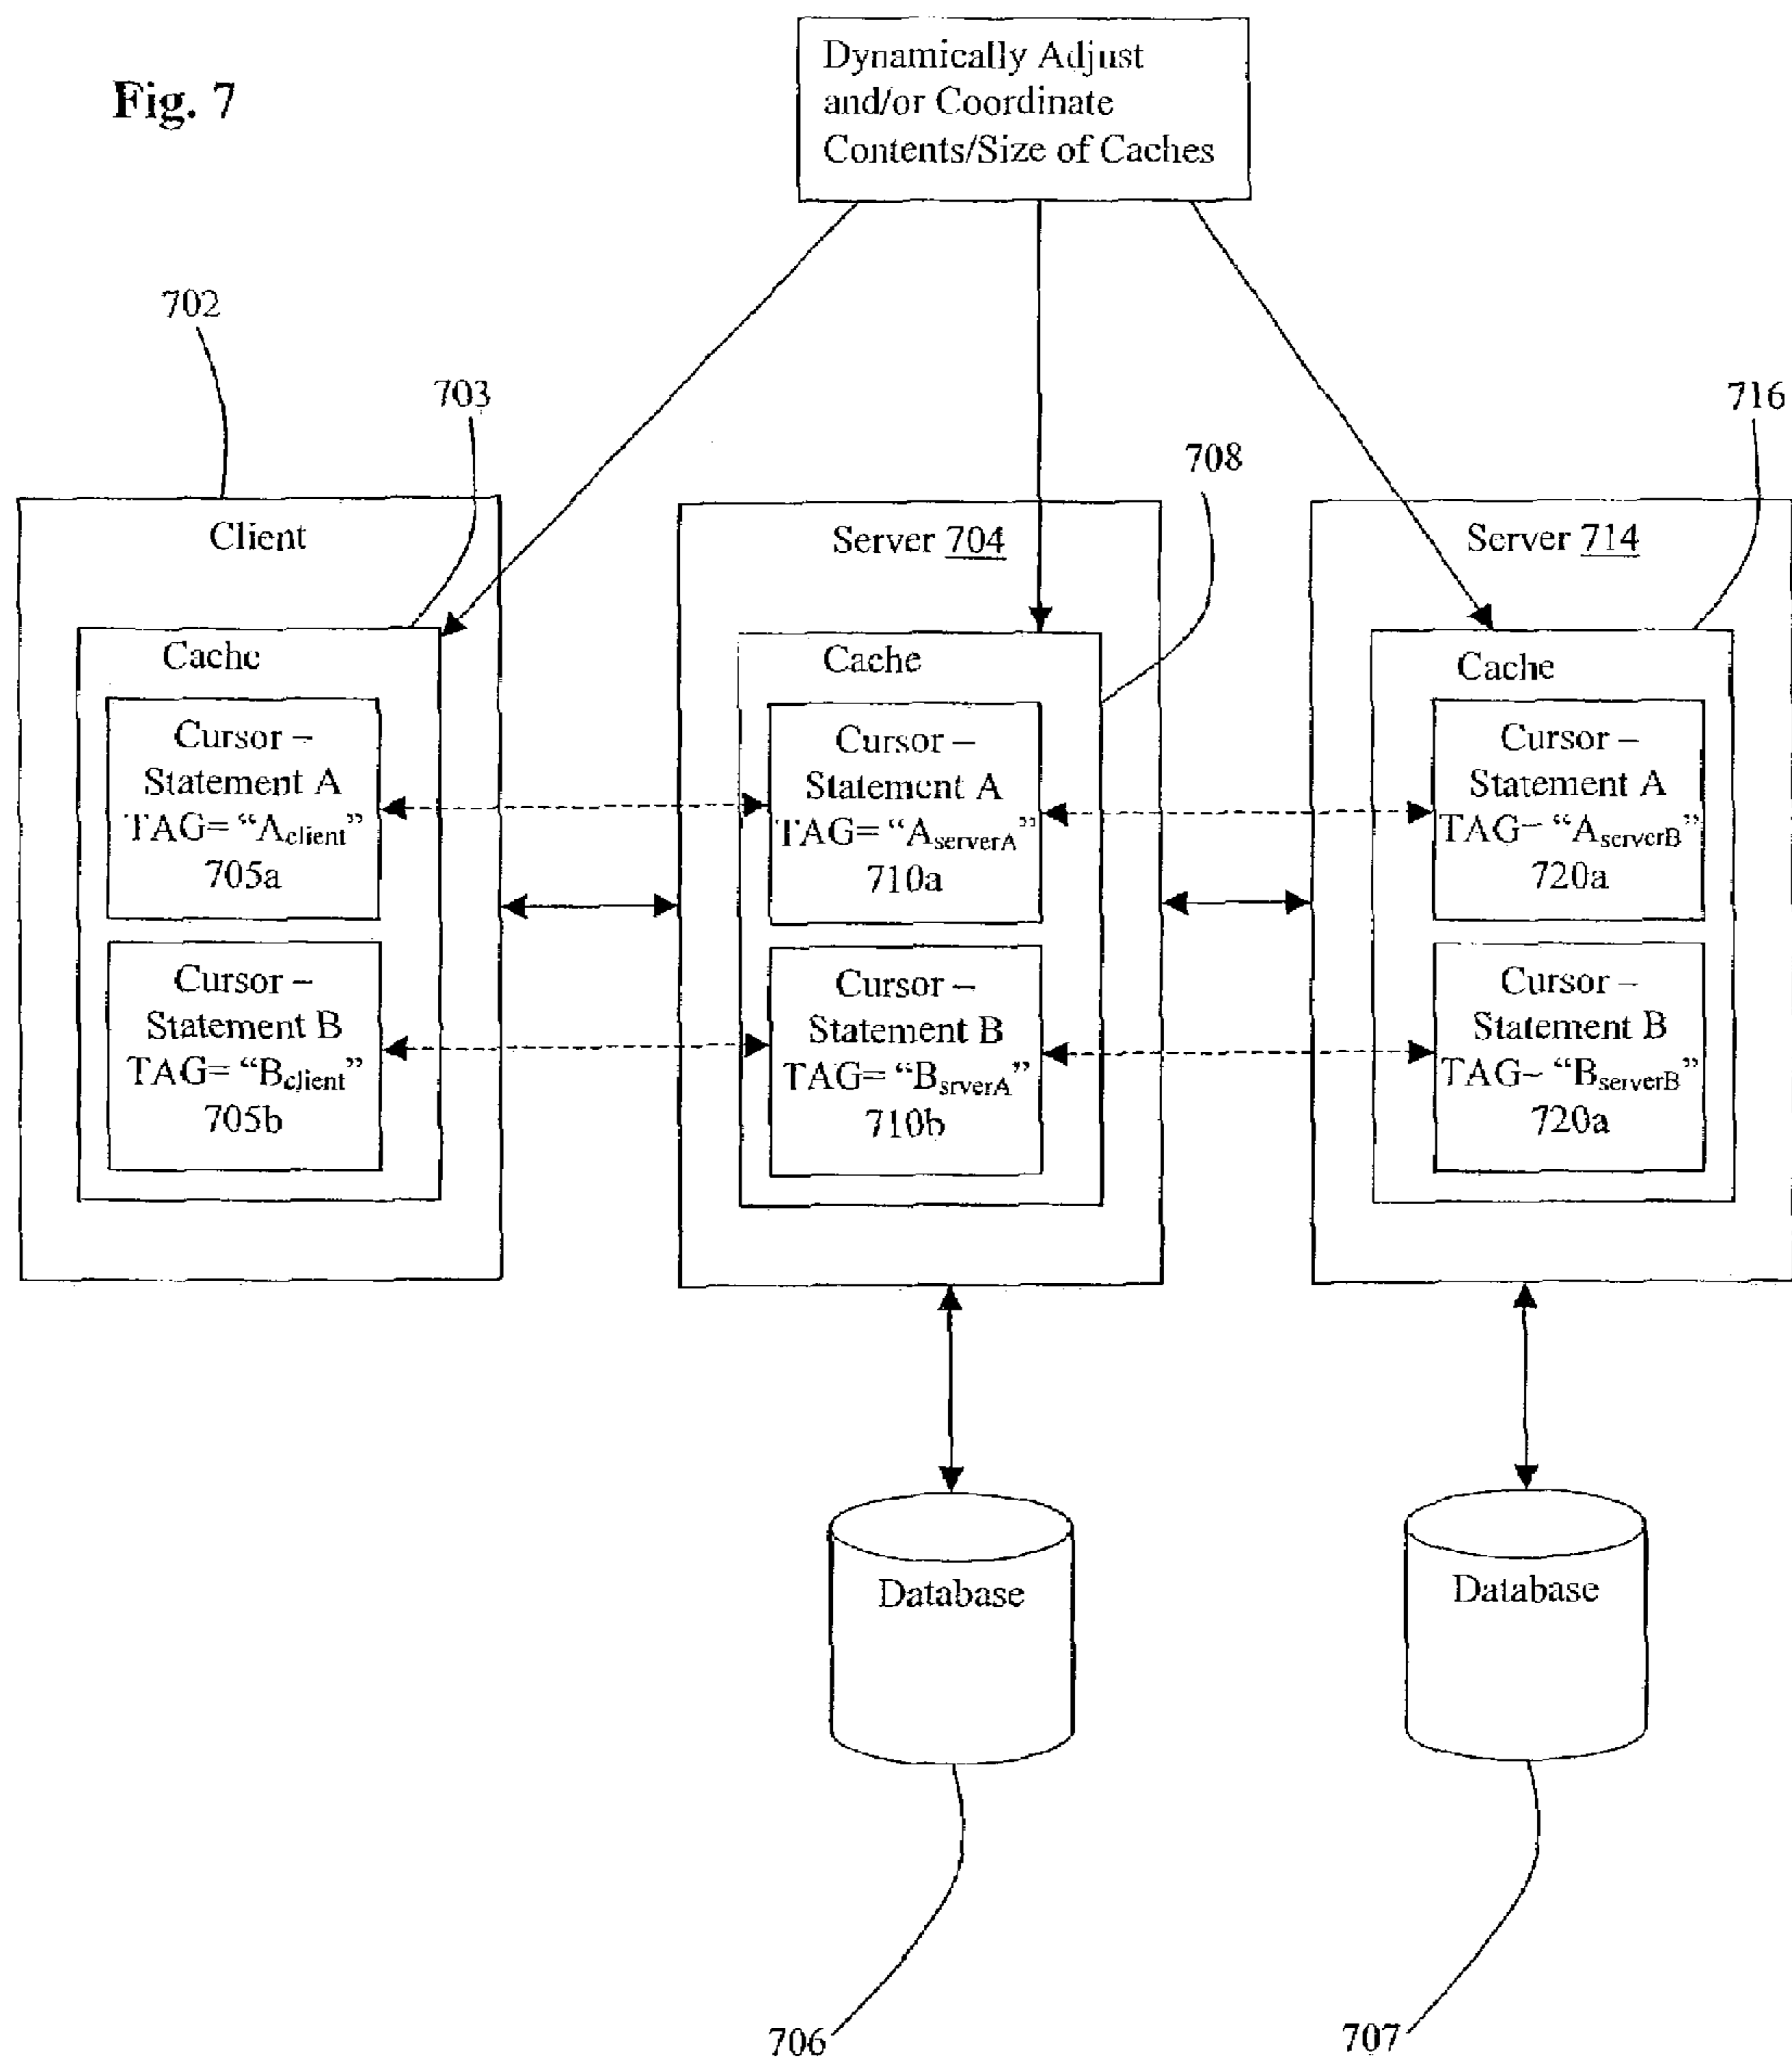 Fig. 7
Dynamically Adjust
and/or Coordinate
Contents/Size of Caches
702
703
708
716
Client
Cache
Cursor –
Statement A
TAG= “Aclient”
705a
Cursor –
Statement B
TAG= “Bclient”
705b
Server 704
Cache
Cursor –
Statement A
TAG= “AserverA”
710a
Cursor –
Statement B
TAG= “BsrverA”
710b
Server 714
Cache
Cursor –
Statement A
TAG= “AserverB”
720a
Cursor –
Statement B
TAG= “BserverB”
720a
Database
Database
706
707